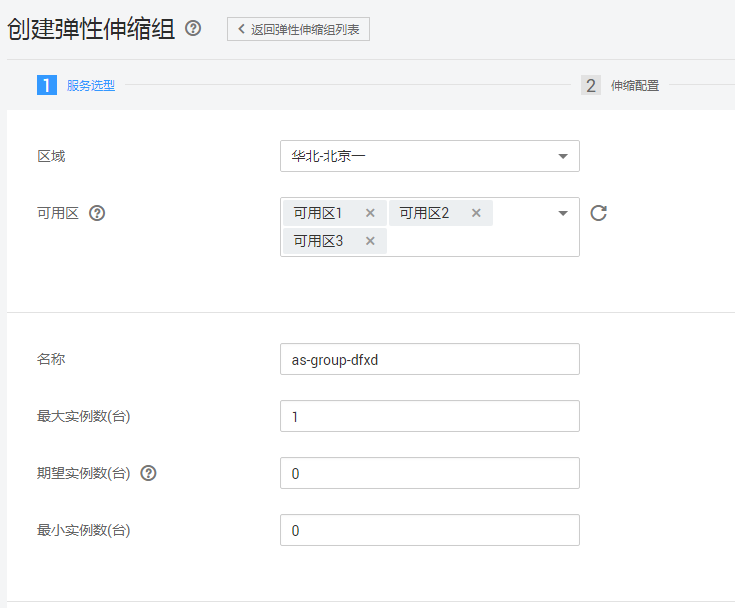 创建弹性伸缩组 ? < 返回弹性伸缩组列表
1 服务选型 2 伸缩配置
区域 华北-北京一
可用区 ? 可用区1 × 可用区2 ×
可用区3 ×
名称 as-group-dfxd
最大实例数(台) 1
期望实例数(台) ? 0
最小实例数(台) 0